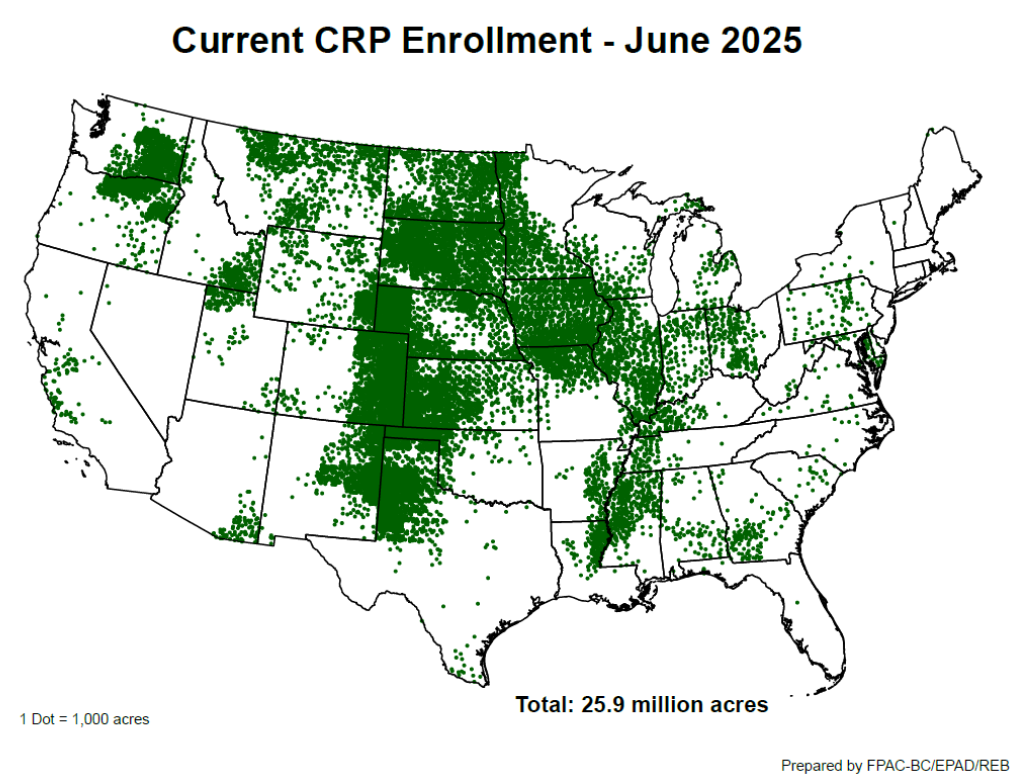 Current CRP Enrollment - June 2025
Total: 25.9 million acres
1 Dot = 1,000 acres
Prepared by FPAC-BC/EPAD/REB